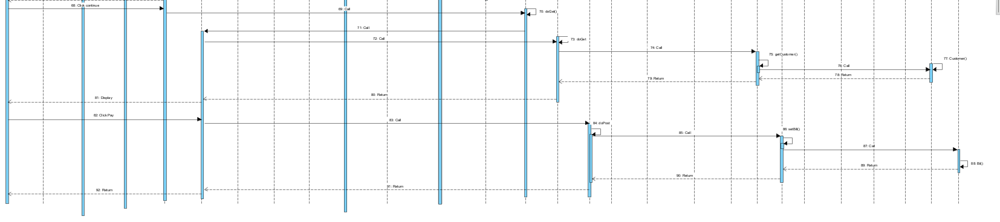 68: Click continue
69: Call
70: doGet()
71: Call
72: Call
73: doGet
74: Call
75: getCustomer()
76: Call
77: Customer()
78: Return
79: Return
80: Return
81: Display
82: Click Pay
83: Call
84: doPost
85: Call
86: setBill()
87: Call
88: Bil()
89: Return
90: Return
91: Return
92: Return